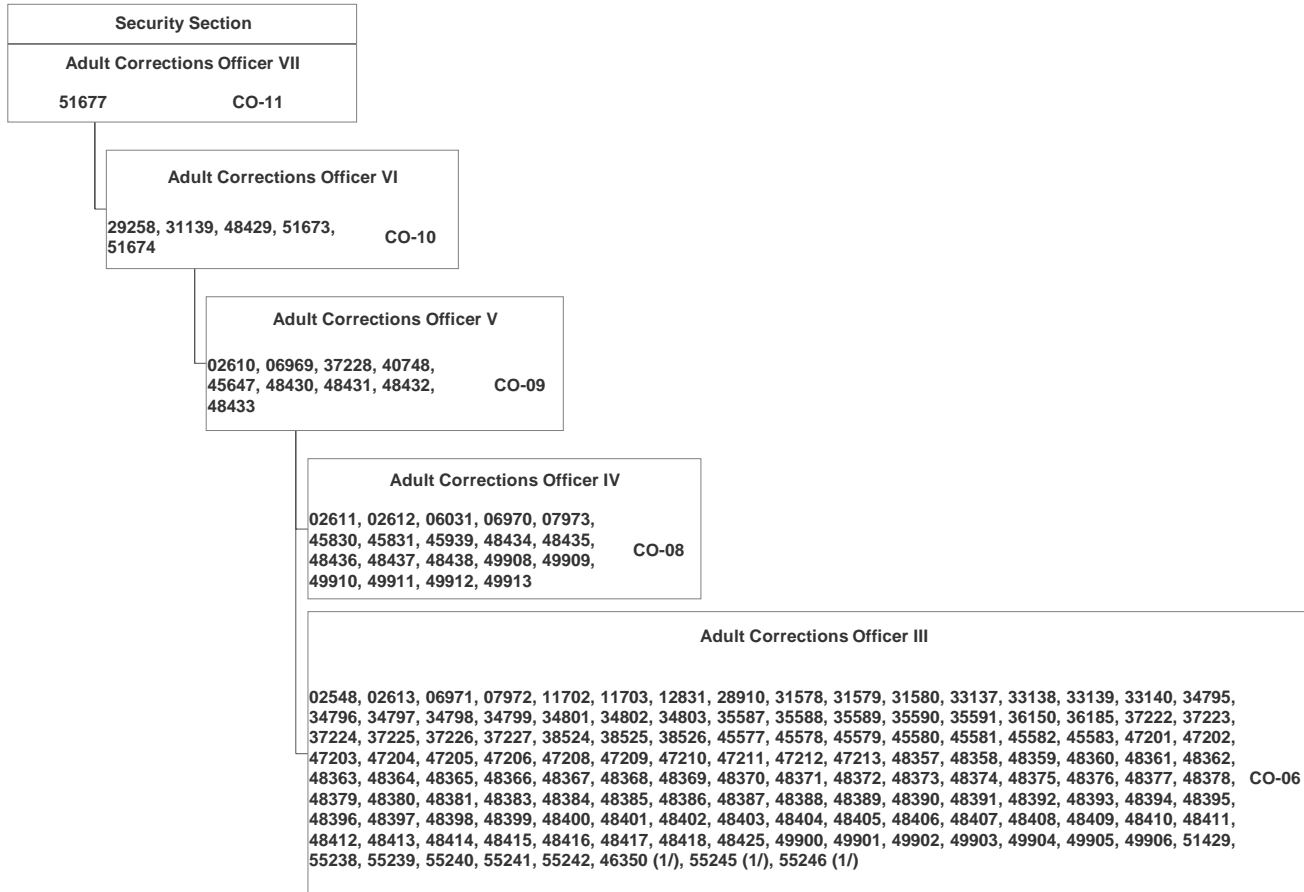 Security Section
Adult Corrections Officer VII
51677 CO-11
Adult Corrections Officer VI
29258, 31139, 48429, 51673,
51674
CO-10
Adult Corrections Officer V
02610, 06969, 37228, 40748,
45647, 48430, 48431, 48432,
48433
CO-09
Adult Corrections Officer IV
02611, 02612, 06031, 06970, 07973,
45830, 45831, 45939, 48434, 48435,
48436, 48437, 48438, 49908, 49909,
49910, 49911, 49912, 49913
CO-08
Adult Corrections Officer III
02548, 02613, 06971, 07972, 11702, 11703, 12831, 28910, 31578, 31579, 31580, 33137, 33138, 33139, 33140, 34795,
34796, 34797, 34798, 34799, 34801, 34802, 34803, 35587, 35588, 35589, 35590, 35591, 36150, 36185, 37222, 37223,
37224, 37225, 37226, 37227, 38524, 38525, 38526, 45577, 45578, 45579, 45580, 45581, 45582, 45583, 47201, 47202,
47203, 47204, 47205, 47206, 47208, 47209, 47210, 47211, 47212, 47213, 48357, 48358, 48359, 48360, 48361, 48362,
48363, 48364, 48365, 48366, 48367, 48368, 48369, 48370, 48371, 48372, 48373, 48374, 48375, 48376, 48377, 48378,
48379, 48380, 48381, 48383, 48384, 48385, 48386, 48387, 48388, 48389, 48390, 48391, 48392, 48393, 48394, 48395,
48396, 48397, 48398, 48399, 48400, 48401, 48402, 48403, 48404, 48405, 48406, 48407, 48408, 48409, 48410, 48411,
48412, 48413, 48414, 48415, 48416, 48417, 48418, 48425, 49900, 49901, 49902, 49903, 49904, 49905, 49906, 51429,
55238, 55239, 55240, 55241, 55242, 46350 (1/), 55245 (1/), 55246 (1/)
CO-06